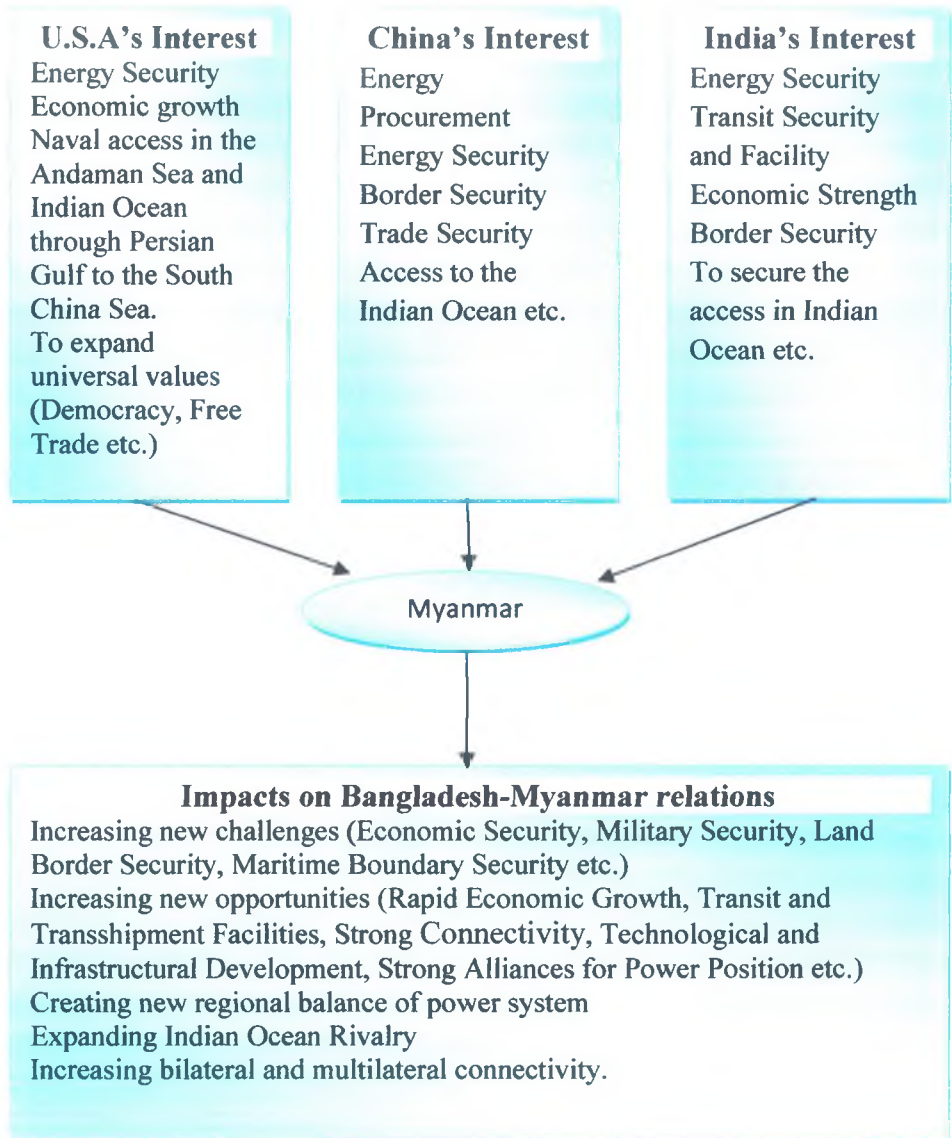 U.S.A's Interest
Energy Security
Economic growth
Naval access in the
Andaman Sea and
Indian Ocean
through Persian
Gulf to the South
China Sea.
To expand
universal values
(Democracy, Free
Trade etc.)
China's Interest
Energy
Procurement
Energy Security
Border Security
Trade Security
Access to the
Indian Ocean etc.
India's Interest
Energy Security
Transit Security
and Facility
Economic Strength
Border Security
To secure the
access in Indian
Ocean etc.
Myanmar
Impacts on Bangladesh-Myanmar relations
Increasing new challenges (Economic Security, Military Security, Land
Border Security, Maritime Boundary Security etc.)
Increasing new opportunities (Rapid Economic Growth, Transit and
Transshipment Facilities, Strong Connectivity, Technological and
Infrastructural Development, Strong Alliances for Power Position etc.)
Creating new regional balance of power system
Expanding Indian Ocean Rivalry
Increasing bilateral and multilateral connectivity.